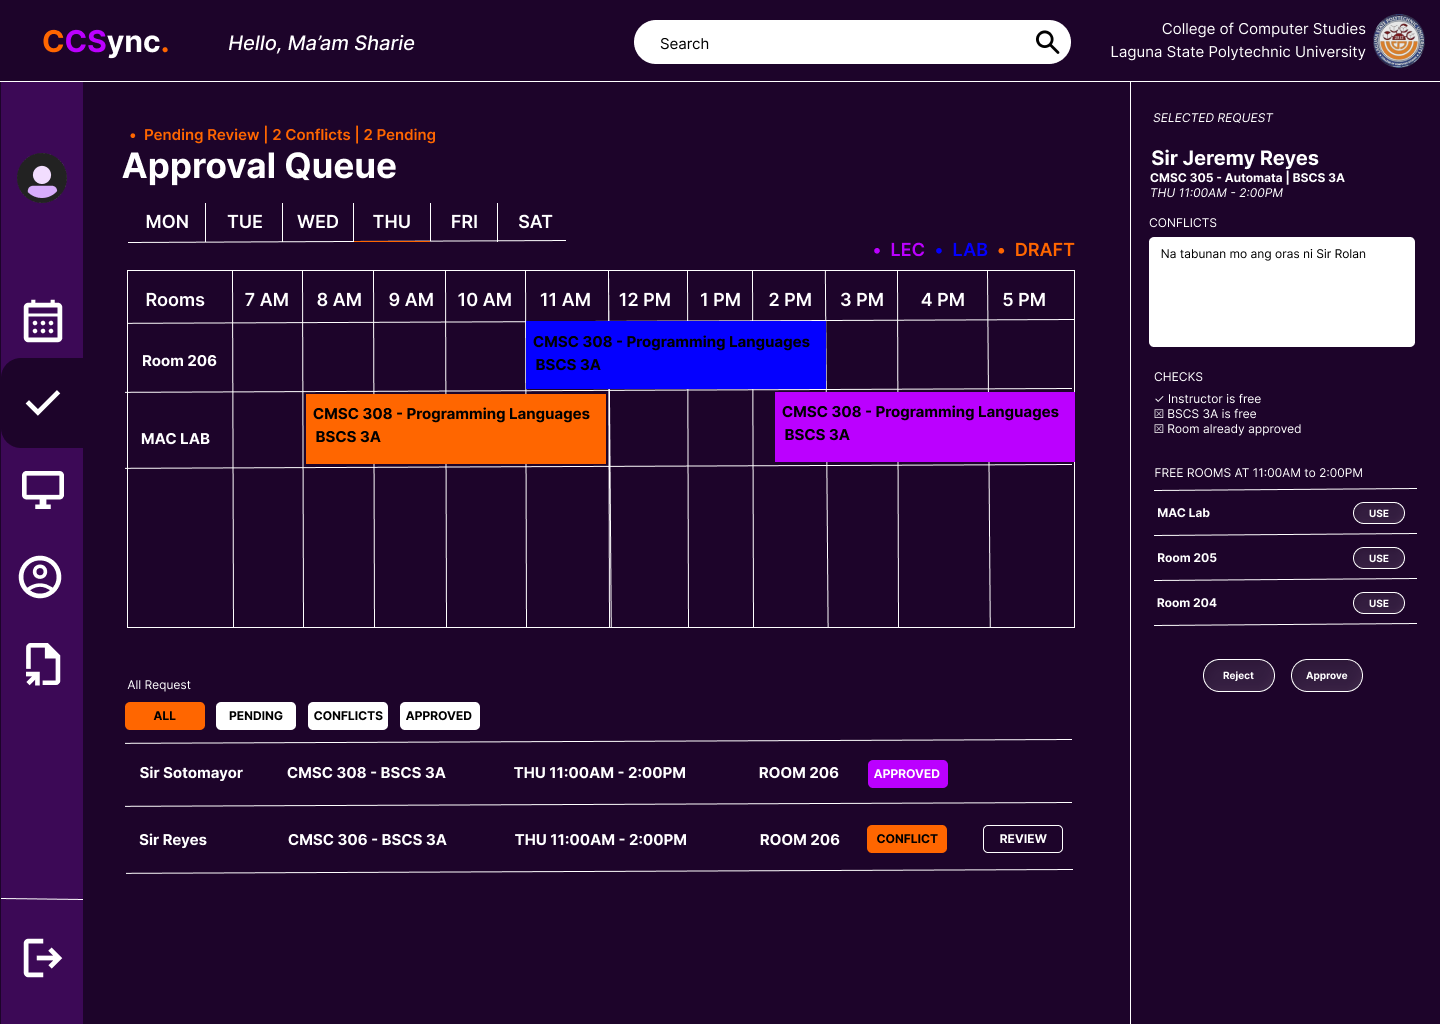 CCSync.
Hello, Ma’am Sharie
Search
College of Computer Studies
Laguna State Polytechnic University
• Pending Review | 2 Conflicts | 2 Pending
Approval Queue
MON TUE WED THU FRI SAT
• LEC • LAB • DRAFT
Rooms 7 AM 8 AM 9 AM 10 AM 11 AM 12 PM 1 PM 2 PM 3 PM 4 PM 5 PM
Room 206
CMSC 308 - Programming Languages
BSCS 3A
MAC LAB
CMSC 308 - Programming Languages
BSCS 3A
CMSC 308 - Programming Languages
BSCS 3A
All Request
ALL PENDING CONFLICTS APPROVED
Sir Sotomayor CMSC 308 - BSCS 3A THU 11:00AM - 2:00PM ROOM 206 APPROVED
Sir Reyes CMSC 306 - BSCS 3A THU 11:00AM - 2:00PM ROOM 206 CONFLICT REVIEW
SELECTED REQUEST
Sir Jeremy Reyes
CMSC 305 - Automata | BSCS 3A
THU 11:00AM - 2:00PM
CONFLICTS
Na tabunan mo ang oras ni Sir Rolan
CHECKS
✓ Instructor is free
☒ BSCS 3A is free
☒ Room already approved
FREE ROOMS AT 11:00AM to 2:00PM
MAC Lab USE
Room 205 USE
Room 204 USE
Reject Approve